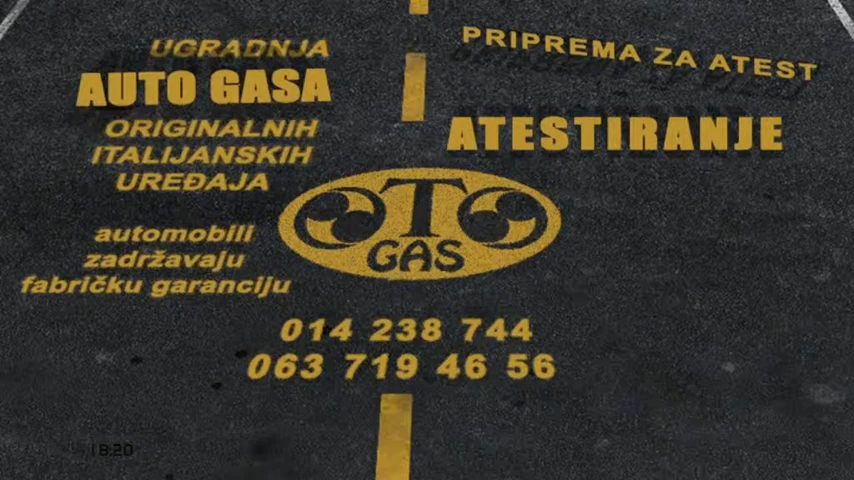 UGRADNJA
AUTO GASA
ORIGINALNIH
ITALIJANSKIH
UREĐAJA
automobili
zadržavaju
fabričku garanciju
PRIPREMA ZA ATEST
ATESTIRANJE
GAS
014 238 744
063 719 46 56
18:20